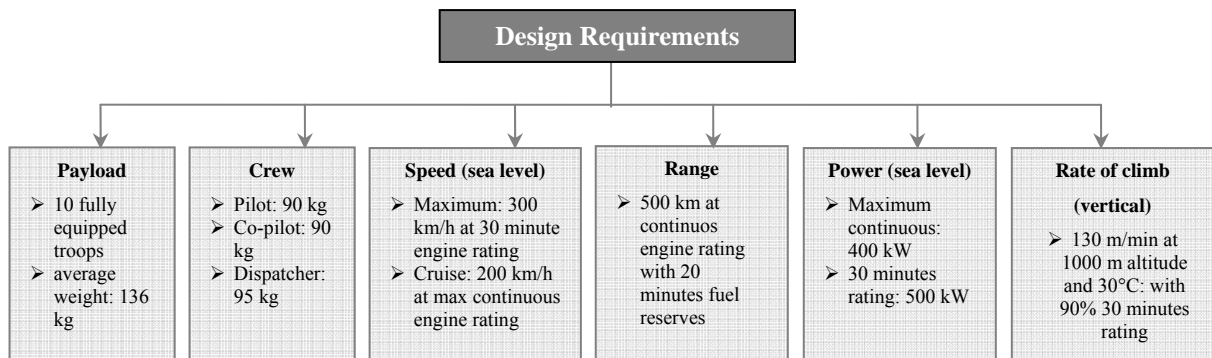 Design Requirements
Payload
➢ 10 fully
equipped
troops
➢ average
weight: 136
kg
Crew
➢ Pilot: 90 kg
➢ Co-pilot: 90
kg
➢ Dispatcher:
95 kg
Speed (sea level)
➢ Maximum: 300
km/h at 30 minute
engine rating
➢ Cruise: 200 km/h
at max continuous
engine rating
Range
➢ 500 km at
continuos
engine rating
with 20
minutes fuel
reserves
Power (sea level)
➢ Maximum
continuous:
400 kW
➢ 30 minutes
rating: 500 kW
Rate of climb
(vertical)
➢ 130 m/min at
1000 m altitude
and 30°C: with
90% 30 minutes
rating